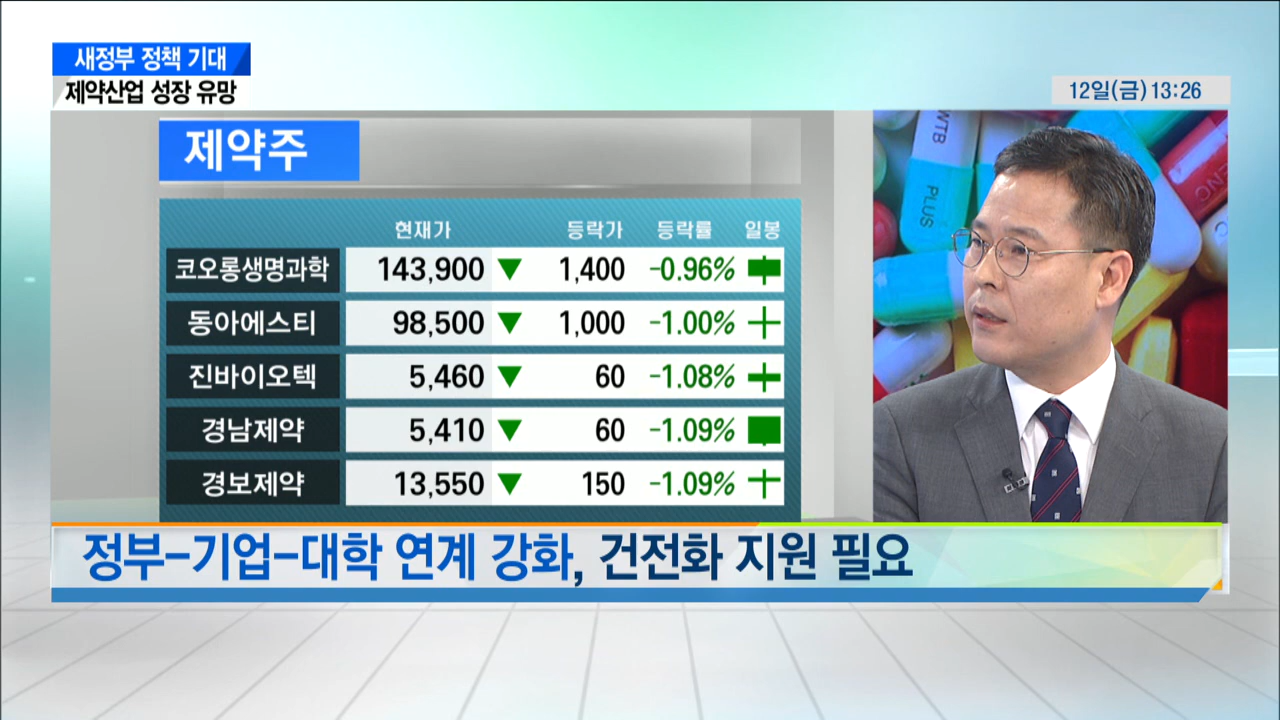 새정부 정책 기대
제약산업 성장 유망
12일(금) 13:26
제약주
현재가 등락가 등락률 일봉
코오롱생명과학 143,900 ▼ 1,400 -0.96%
동아에스티 98,500 ▼ 1,000 -1.00%
진바이오텍 5,460 ▼ 60 -1.08%
경남제약 5,410 ▼ 60 -1.09%
경보제약 13,550 ▼ 150 -1.09%
WTB
PLUS
ENC
정부-기업-대학 연계 강화, 건전화 지원 필요